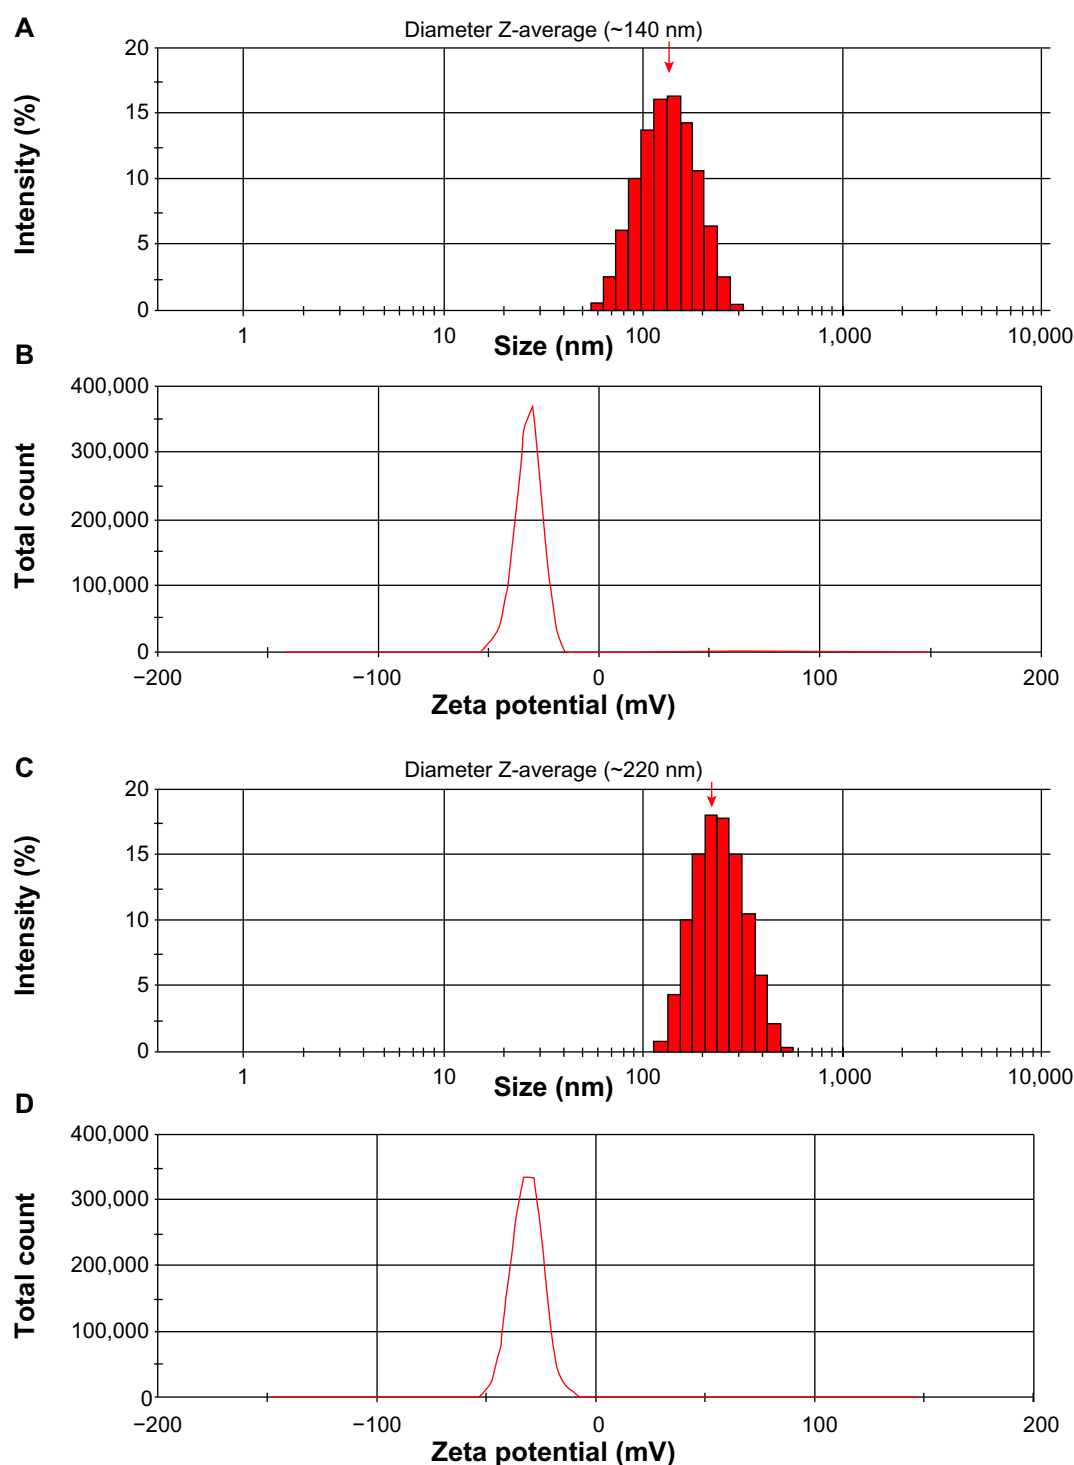 A
Diameter Z-average (~140 nm)
Intensity (%)
20
15
10
5
0
1
10
100
1,000
10,000
Size (nm)
B
Total count
400,000
300,000
200,000
100,000
0
−200
−100
0
100
200
Zeta potential (mV)
C
Diameter Z-average (~220 nm)
Intensity (%)
20
15
10
5
0
1
10
100
1,000
10,000
Size (nm)
D
Total count
400,000
300,000
200,000
100,000
0
−200
−100
0
100
200
Zeta potential (mV)